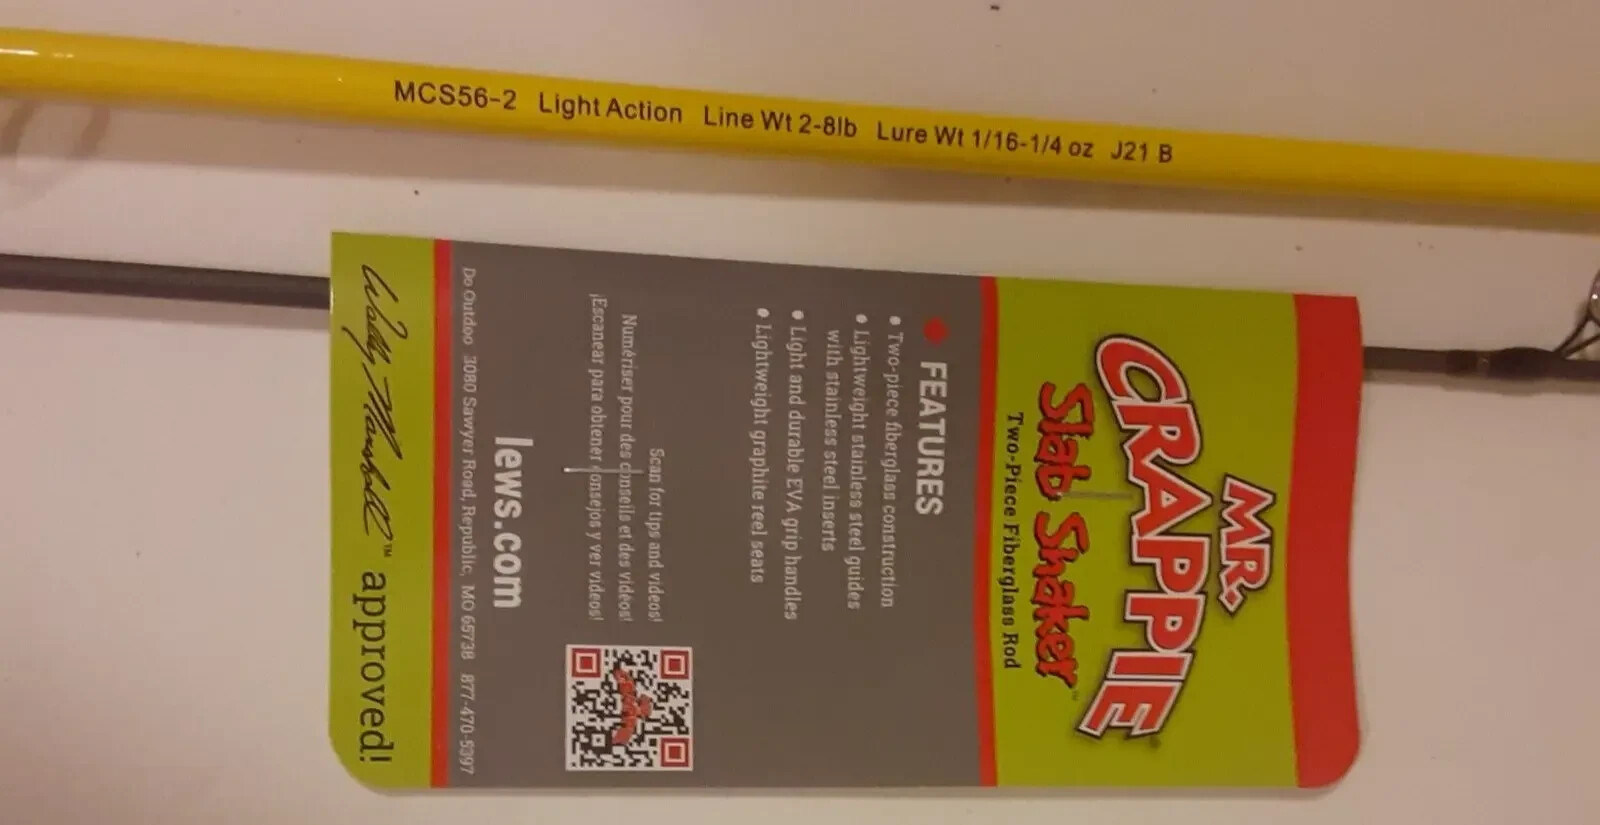 MCS56-2 Light Action Line Wt 2-8lb Lure Wt 1/16-1/4 oz J21 B
MR.
CRAPPIE
Slab Shaker™
Two-Piece Fiberglass Rod
FEATURES
• Two-piece fiberglass construction
• Lightweight stainless steel guides
with stainless steel inserts
• Light and durable EVA grip handles
• Lightweight graphite reel seats
Scan for tips and videos!
Numériser pour des conseils et des vidéos!
¡Escanear para obtener consejos y ver videos!
lews.com
Do Outdoo 3080 Sawyer Road, Republic, MO 65738 877-470-5397
Wally Marshall™ approved!